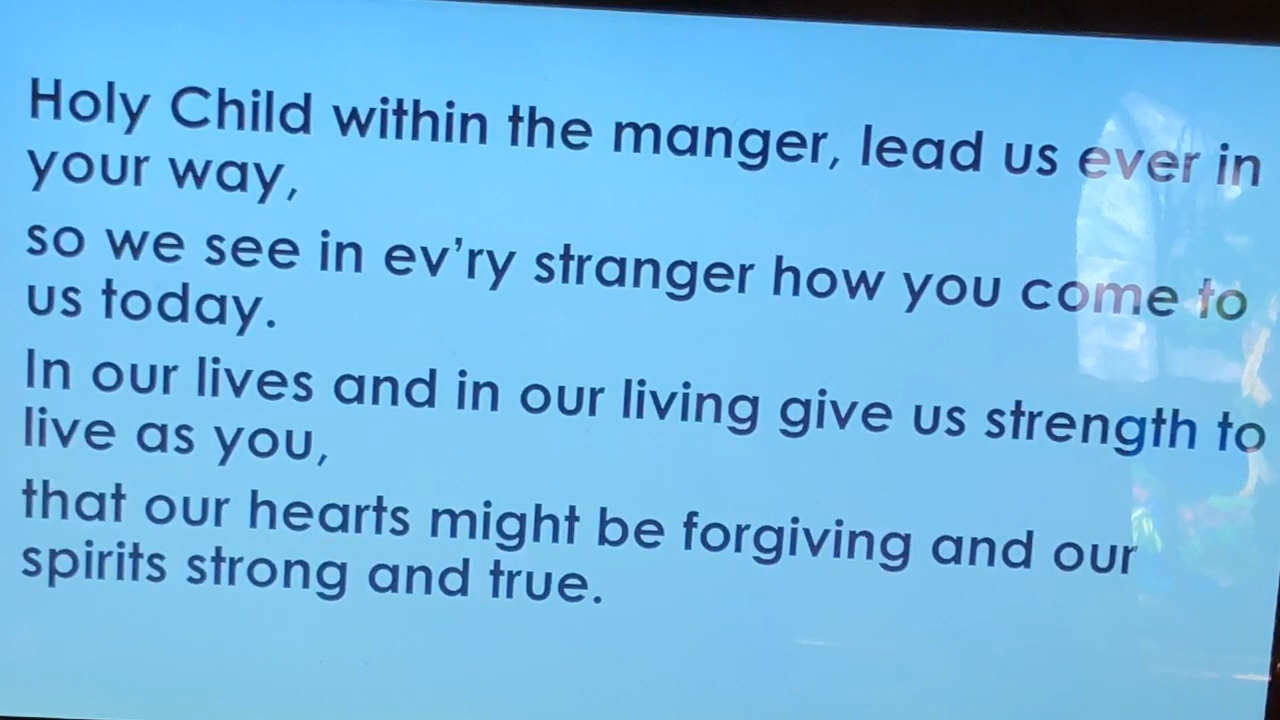 Holy Child within the manger, lead us ever in
your way,
so we see in ev’ry stranger how you come to
us today.
In our lives and in our living give us strength to
live as you,
that our hearts might be forgiving and our
spirits strong and true.